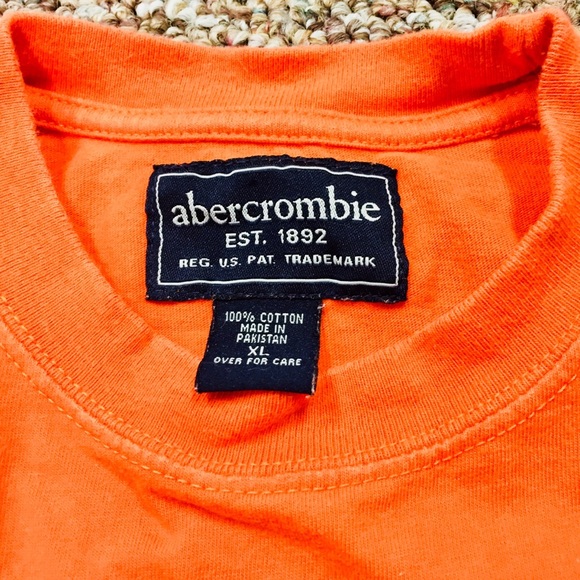 abercrombie
EST. 1892
REG. U.S. PAT. TRADEMARK
100% COTTON
MADE IN
PAKISTAN
XL
OVER FOR CARE